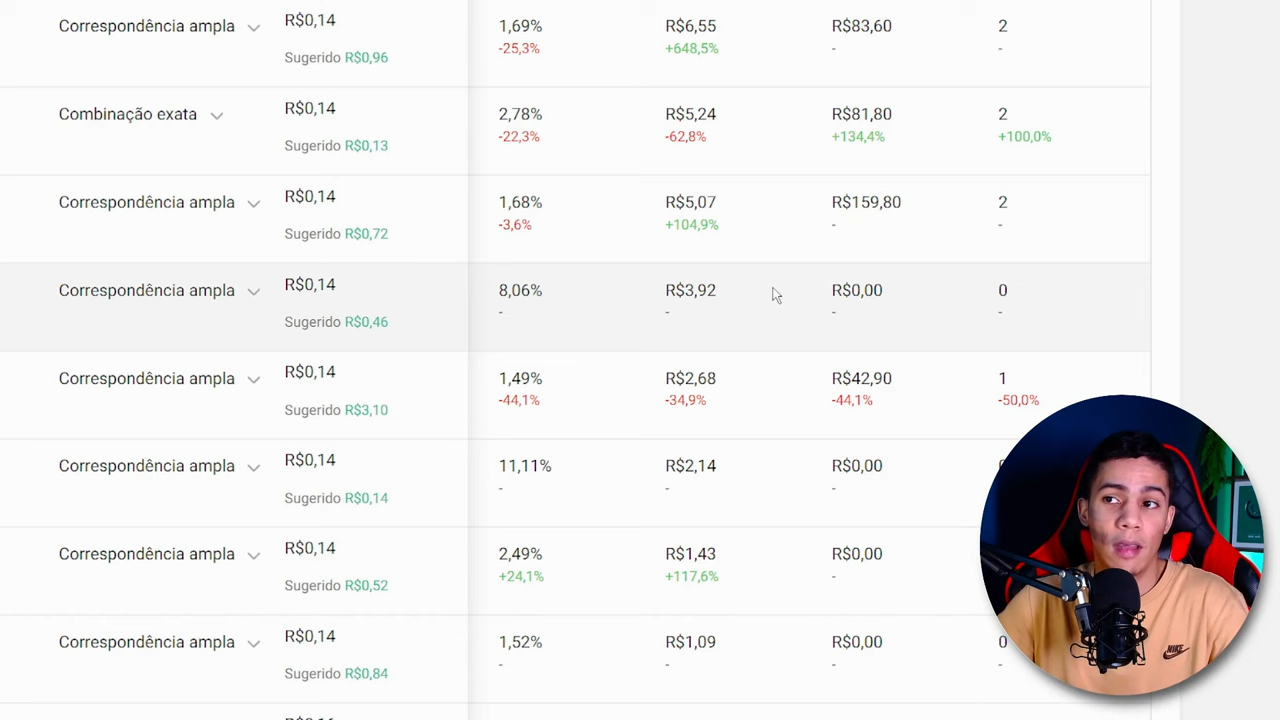 Correspondência ampla R$0,14 1,69% R$6,55 R$83,60 2
Sugerido R$0,96 -25,3% +648,5% - -
Combinação exata R$0,14 2,78% R$5,24 R$81,80 2
Sugerido R$0,13 -22,3% -62,8% +134,4% +100,0%
Correspondência ampla R$0,14 1,68% R$5,07 R$159,80 2
Sugerido R$0,72 -3,6% +104,9% - -
Correspondência ampla R$0,14 8,06% R$3,92 R$0,00 0
Sugerido R$0,46 - - - -
Correspondência ampla R$0,14 1,49% R$2,68 R$42,90 1
Sugerido R$3,10 -44,1% -34,9% -44,1% -50,0%
Correspondência ampla R$0,14 11,11% R$2,14 R$0,00
Sugerido R$0,14 - - -
Correspondência ampla R$0,14 2,49% R$1,43 R$0,00
Sugerido R$0,52 +24,1% +117,6% -
Correspondência ampla R$0,14 1,52% R$1,09 R$0,00 0
Sugerido R$0,84 - - - -
NIKE